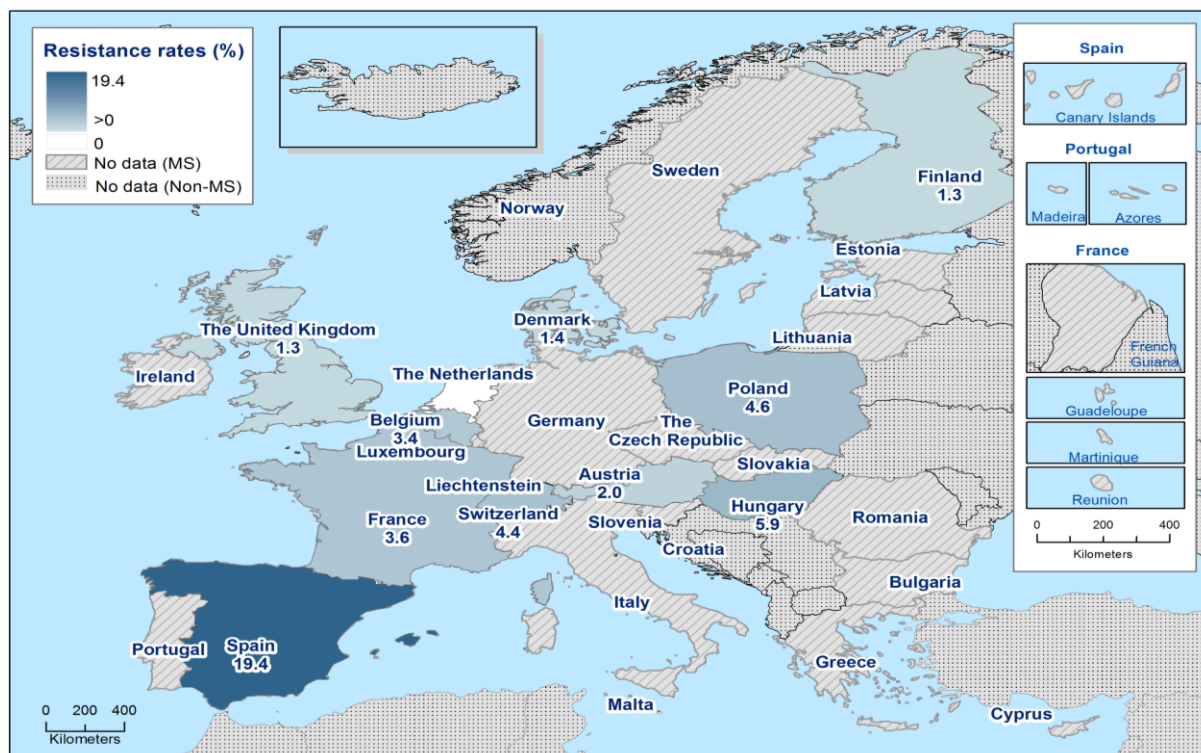 Resistance rates (%)
19.4
>0
0
No data (MS)
No data (Non-MS)
Spain
Canary Islands
Portugal
Madeira
Azores
France
French
Guiana
Guadeloupe
Martinique
Reunion
0 200 400
Kilometers
Sweden
Finland
1.3
Norway
Estonia
Latvia
Lithuania
Denmark
1.4
The United Kingdom
1.3
Ireland
The Netherlands
Belgium
3.4
Luxembourg
Germany
Poland
4.6
The
Czech Republic
Slovakia
Austria
2.0
Liechtenstein
Switzerland
4.4
France
3.6
Hungary
5.9
Slovenia
Croatia
Romania
Bulgaria
Italy
Portugal
Spain
19.4
Greece
Malta
Cyprus
0 200 400
Kilometers